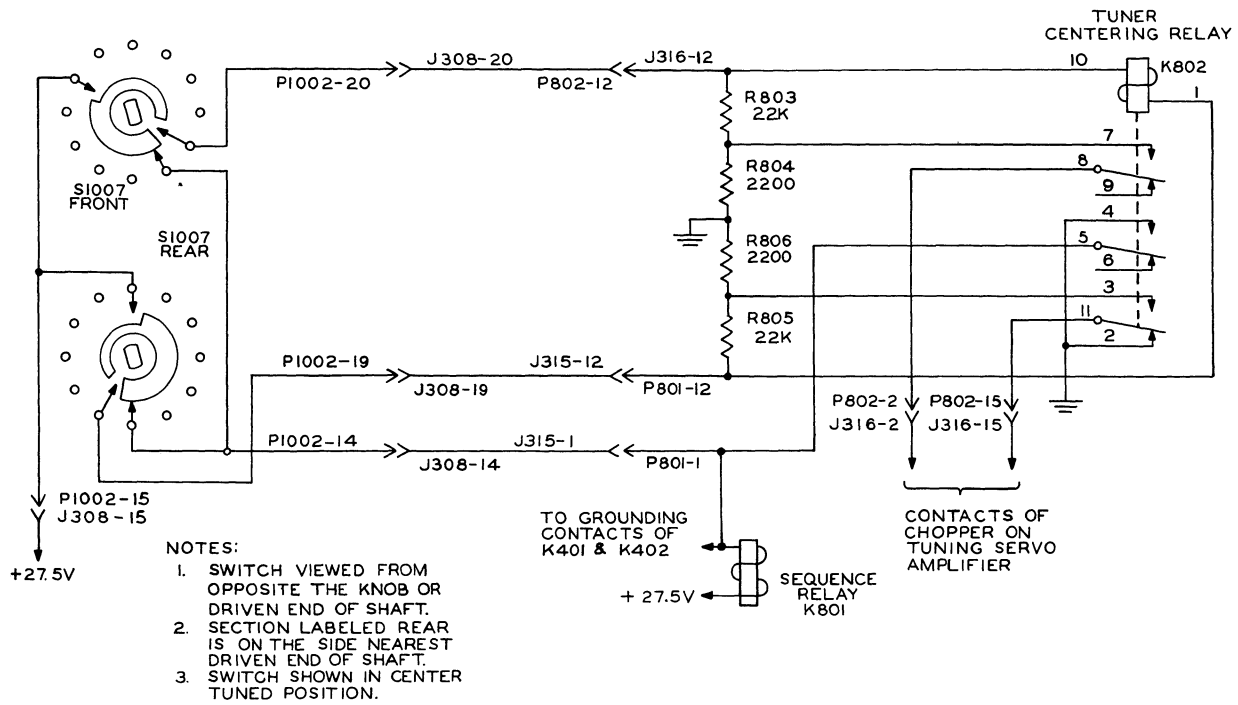 TUNER
CENTERING RELAY
J308-20
J316-12
10
K802
P1002-20
P802-12
1
R803
22K
7
8
R804
2200
9
S1007
FRONT
4
S1007
REAR
5
R806
2200
6
3
R805
22K
11
2
P1002-19
J315-12
J308-19
P801-12
P802-2
P802-15
J316-2
J316-15
P1002-14
J315-1
J308-14
P801-1
P1002-15
J308-15
+27.5V
TO GROUNDING
CONTACTS OF
K401 & K402
CONTACTS OF
CHOPPER ON
TUNING SERVO
AMPLIFIER
SEQUENCE
RELAY
K801
+ 27.5V
NOTES:
1. SWITCH VIEWED FROM
OPPOSITE THE KNOB OR
DRIVEN END OF SHAFT.
2. SECTION LABELED REAR
IS ON THE SIDE NEAREST
DRIVEN END OF SHAFT.
3. SWITCH SHOWN IN CENTER
TUNED POSITION.